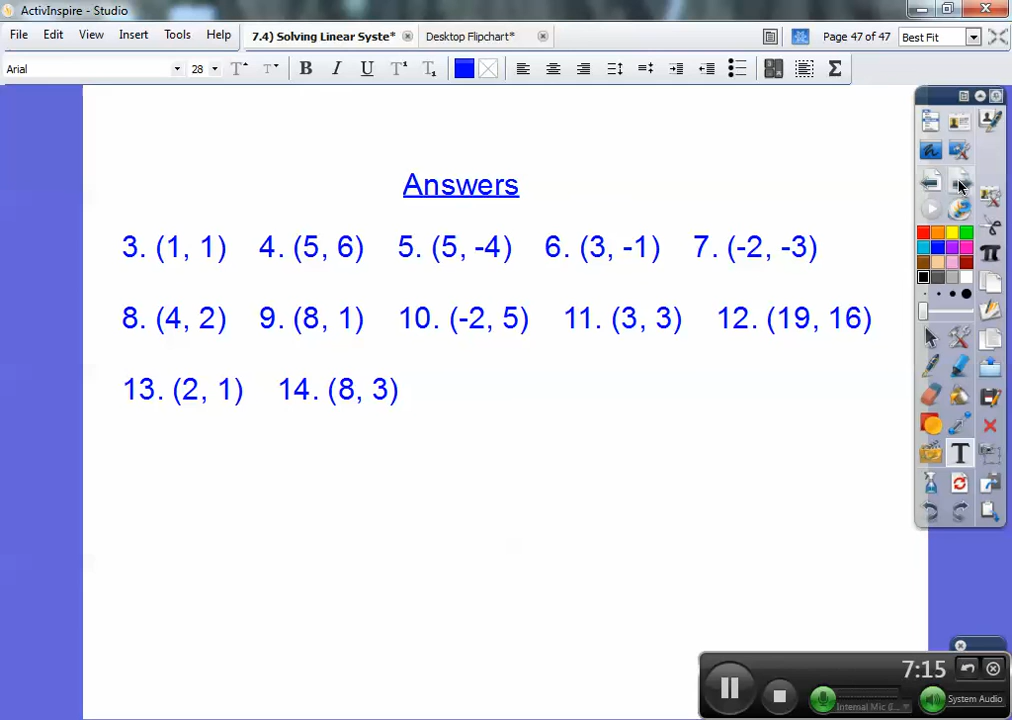 ActivInspire - Studio
File Edit View Insert Tools Help
7.4) Solving Linear Syste* Desktop Flipchart*
Page 47 of 47 Best Fit
Arial 28
Answers
3. (1, 1) 4. (5, 6) 5. (5, -4) 6. (3, -1) 7. (-2, -3)
8. (4, 2) 9. (8, 1) 10. (-2, 5) 11. (3, 3) 12. (19, 16)
13. (2, 1) 14. (8, 3)
7:15
Internal Mic (I... System Audio